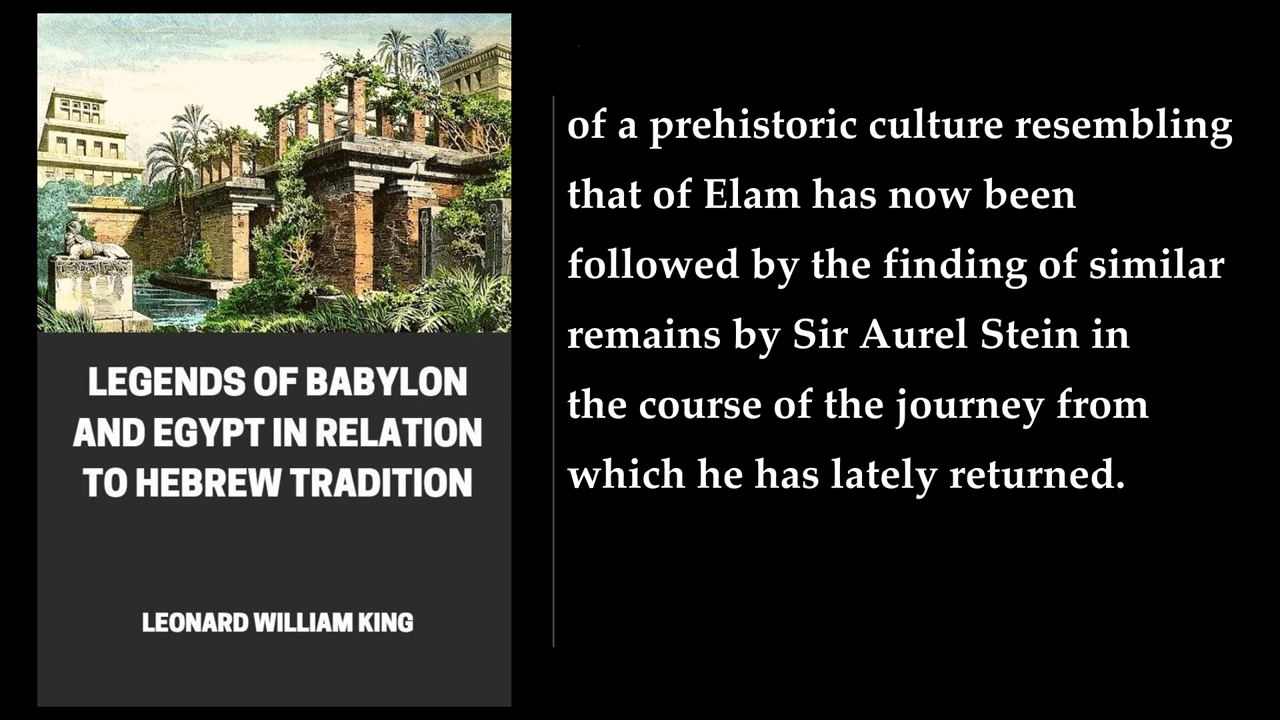 LEGENDS OF BABYLON
AND EGYPT IN RELATION
TO HEBREW TRADITION
LEONARD WILLIAM KING
of a prehistoric culture resembling
that of Elam has now been
followed by the finding of similar
remains by Sir Aurel Stein in
the course of the journey from
which he has lately returned.